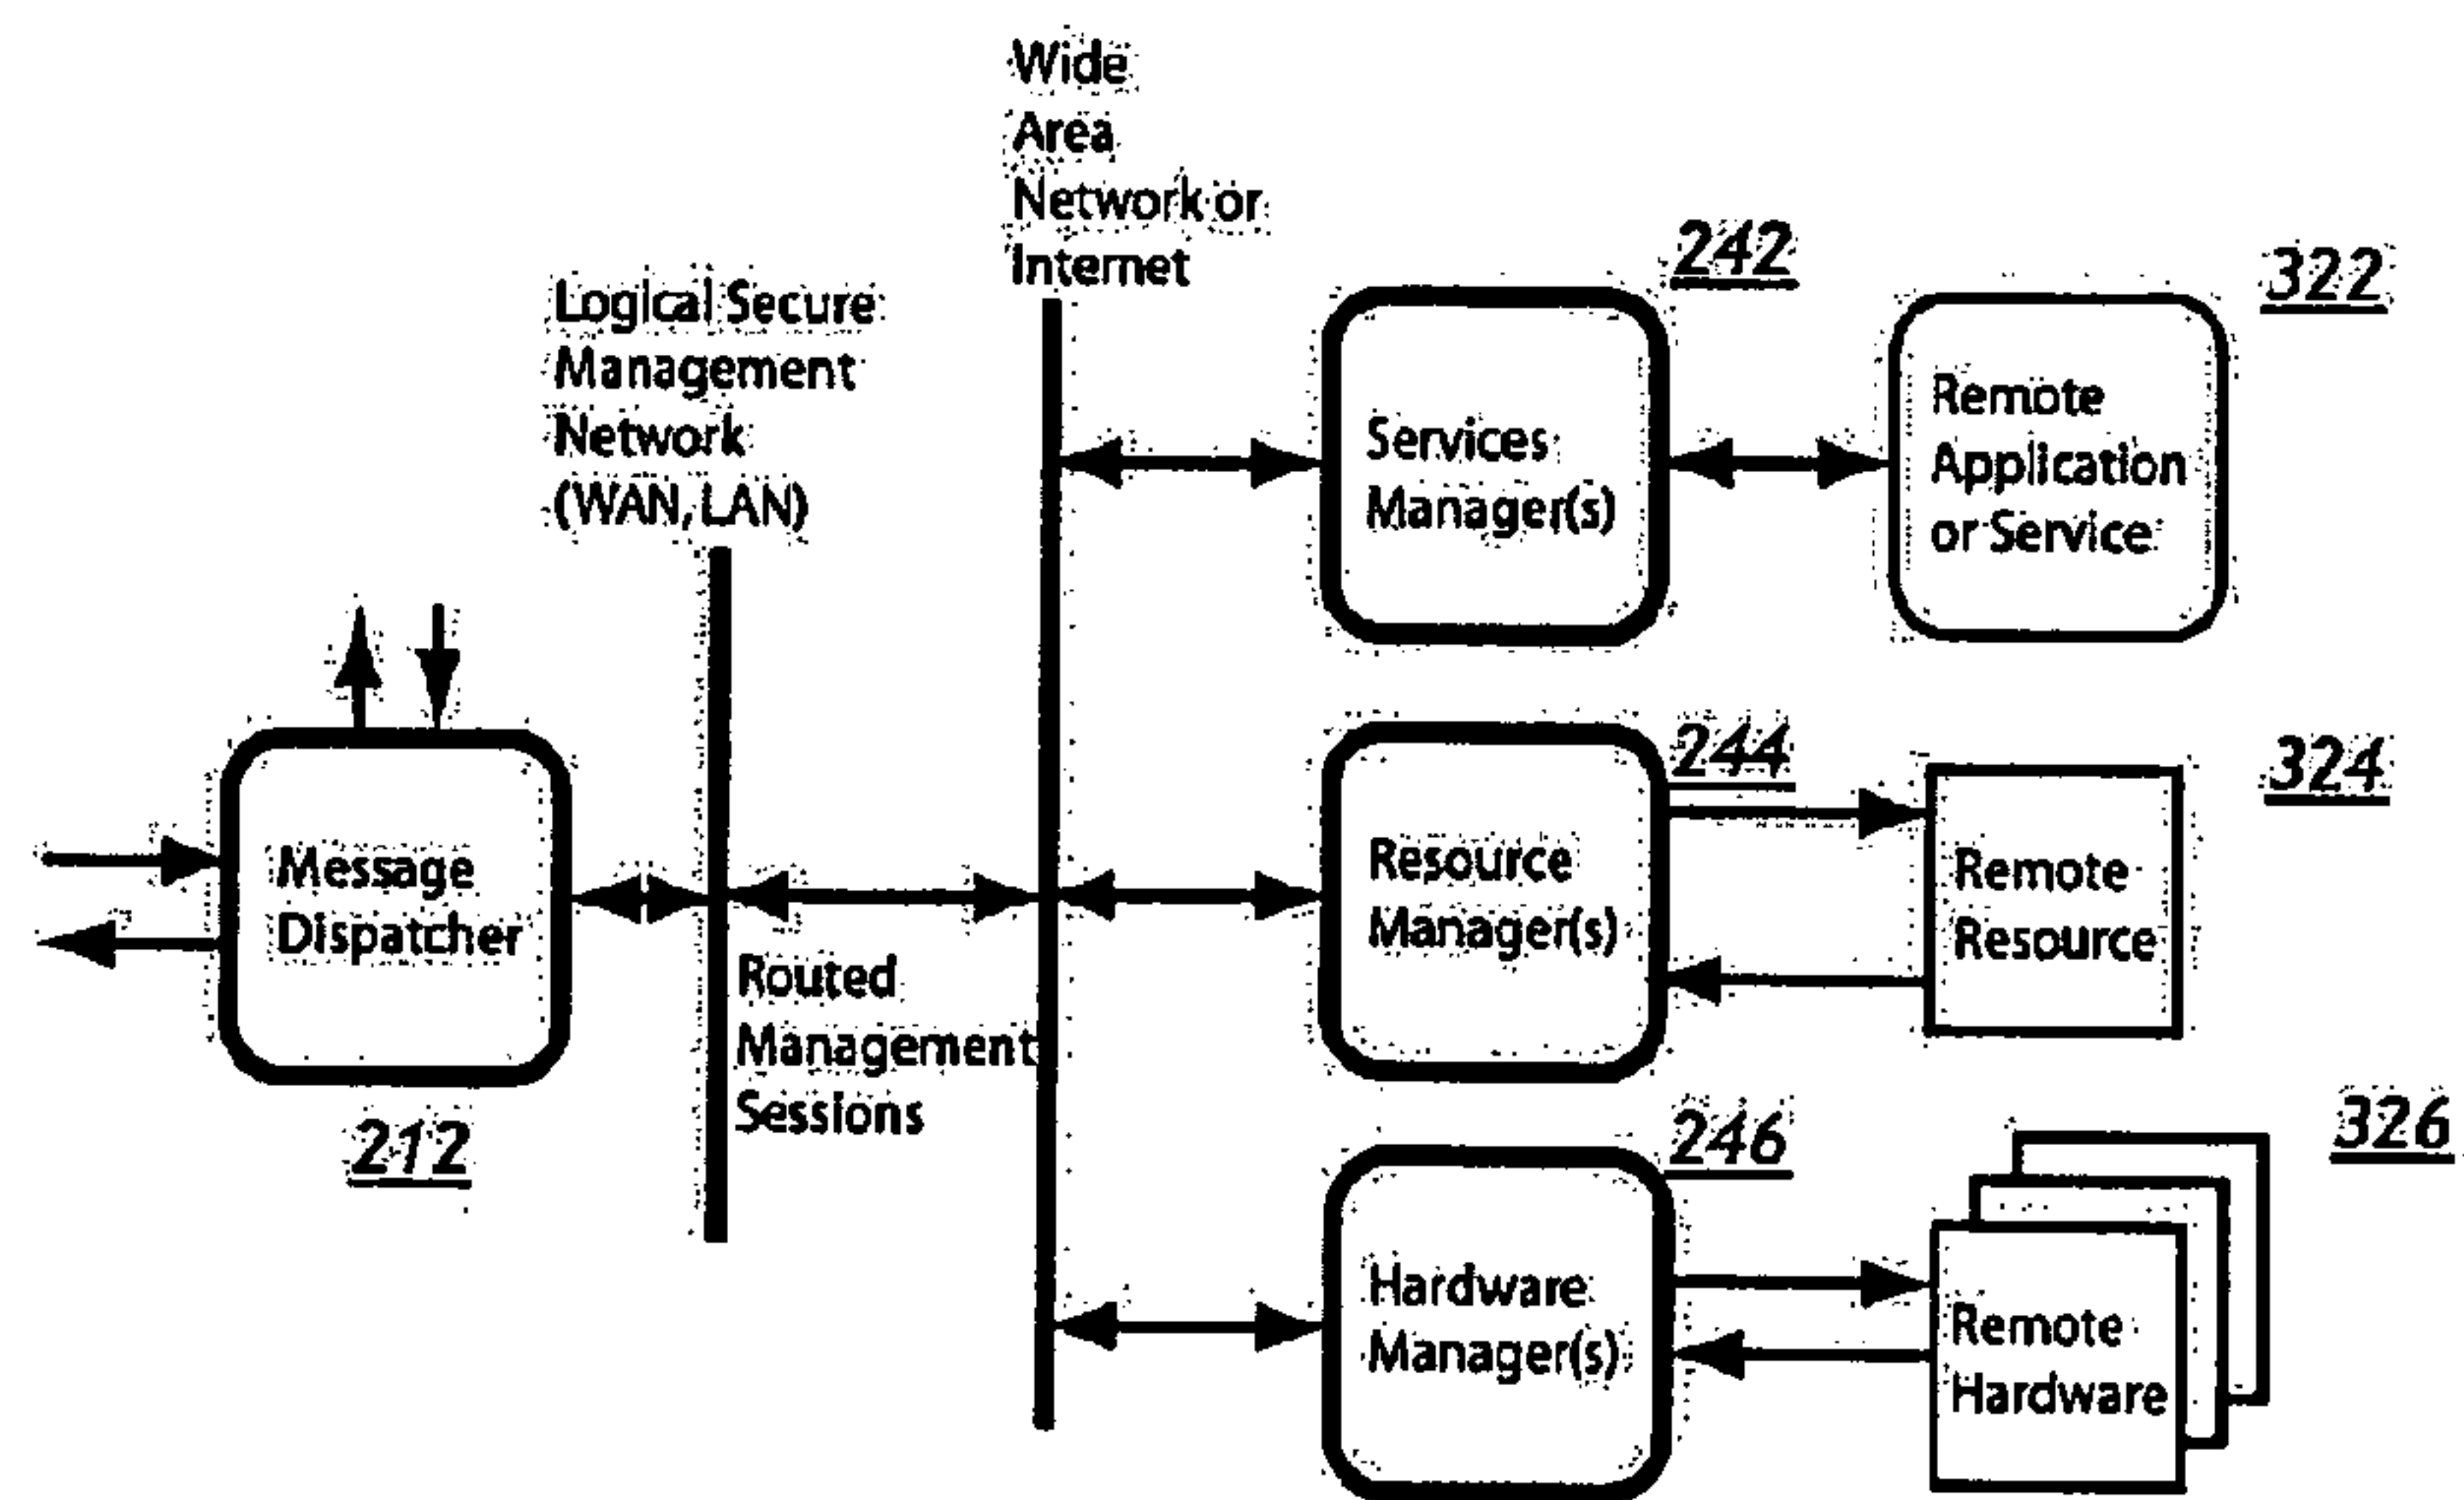 Wide
Area
Network or
Internet
Logical Secure
Management
Network
(WAN, LAN)
242
322
Services
Manager(s)
Remote
Application
or Service
244
324
Message
Dispatcher
Resource
Manager(s)
Remote
Resource
Routed
Management
Sessions
212
246
326
Hardware
Manager(s)
Remote
Hardware